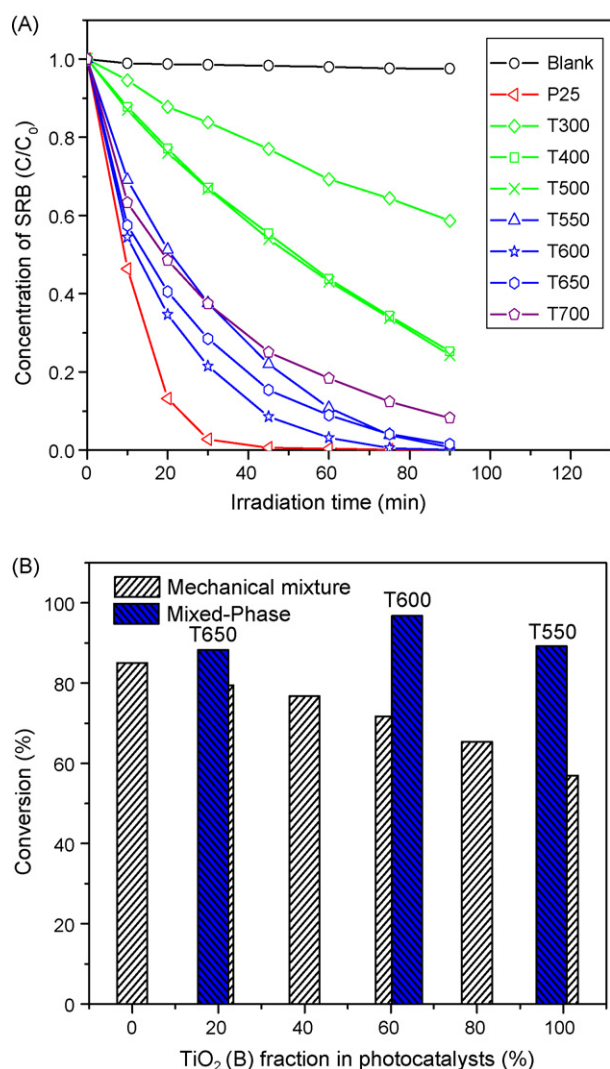 (A)
1.0
0.8
0.6
0.4
0.2
0.0
Concentration of SRB (C/C₀)
0 20 40 60 80 100 120
Irradiation time (min)
Blank
P25
T300
T400
T500
T550
T600
T650
T700
(B)
Mechanical mixture
Mixed-Phase
T650
T600
T550
100
80
60
40
20
0
Conversion (%)
0 20 40 60 80 100
TiO₂ (B) fraction in photocatalysts (%)